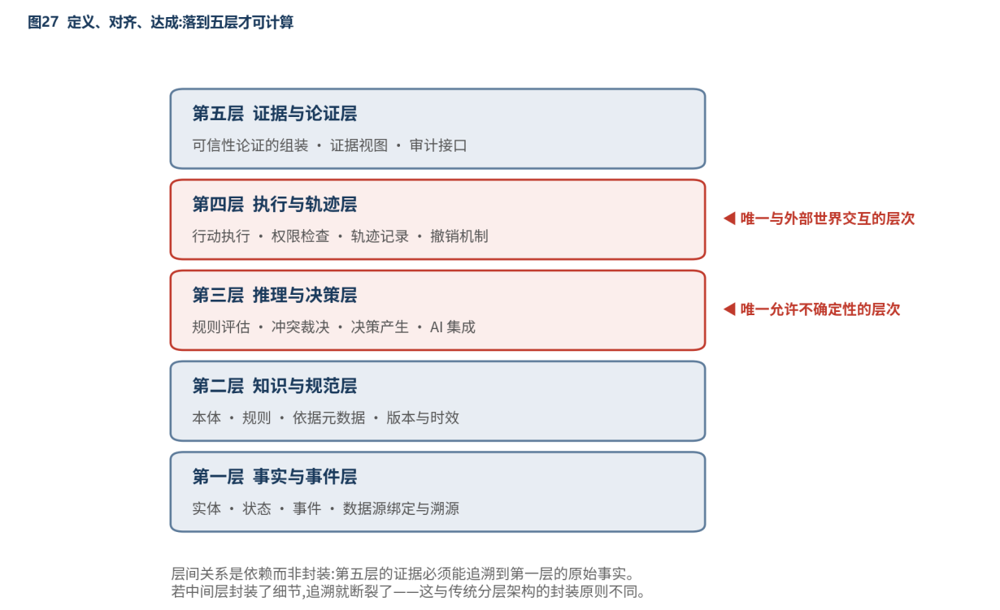 图27 定义、对齐、达成:落到五层才可计算
第五层 证据与论证层
可信性论证的组装 • 证据视图 • 审计接口
第四层 执行与轨迹层
行动执行 • 权限检查 • 轨迹记录 • 撤销机制
◀ 唯一与外部世界交互的层次
第三层 推理与决策层
规则评估 • 冲突裁决 • 决策产生 • AI 集成
◀ 唯一允许不确定性的层次
第二层 知识与规范层
本体 • 规则 • 依据元数据 • 版本与时效
第一层 事实与事件层
实体 • 状态 • 事件 • 数据源绑定与溯源
层间关系是依赖而非封装:第五层的证据必须能追溯到第一层的原始事实。
若中间层封装了细节,追溯就断裂了——这与传统分层架构的封装原则不同。